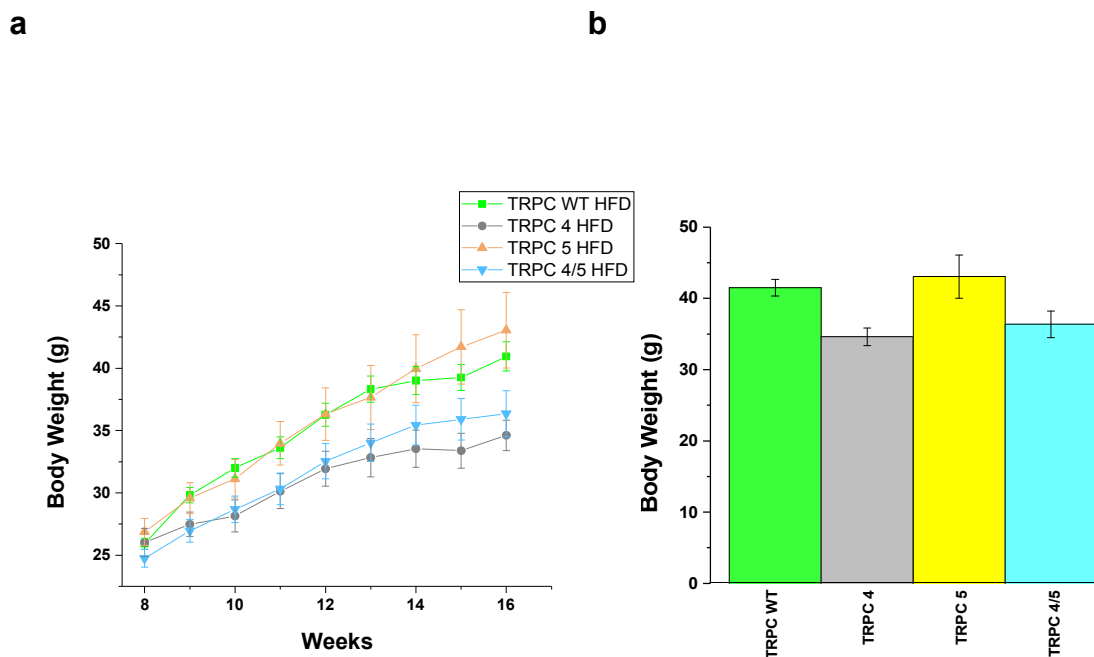 a
b
TRPC WT HFD
TRPC 4 HFD
TRPC 5 HFD
TRPC 4/5 HFD
50
45
40
35
30
25
Body Weight (g)
8
10
12
14
16
Weeks
50
40
30
20
10
0
Body Weight (g)
TRPC WT
TRPC 4
TRPC 5
TRPC 4/5